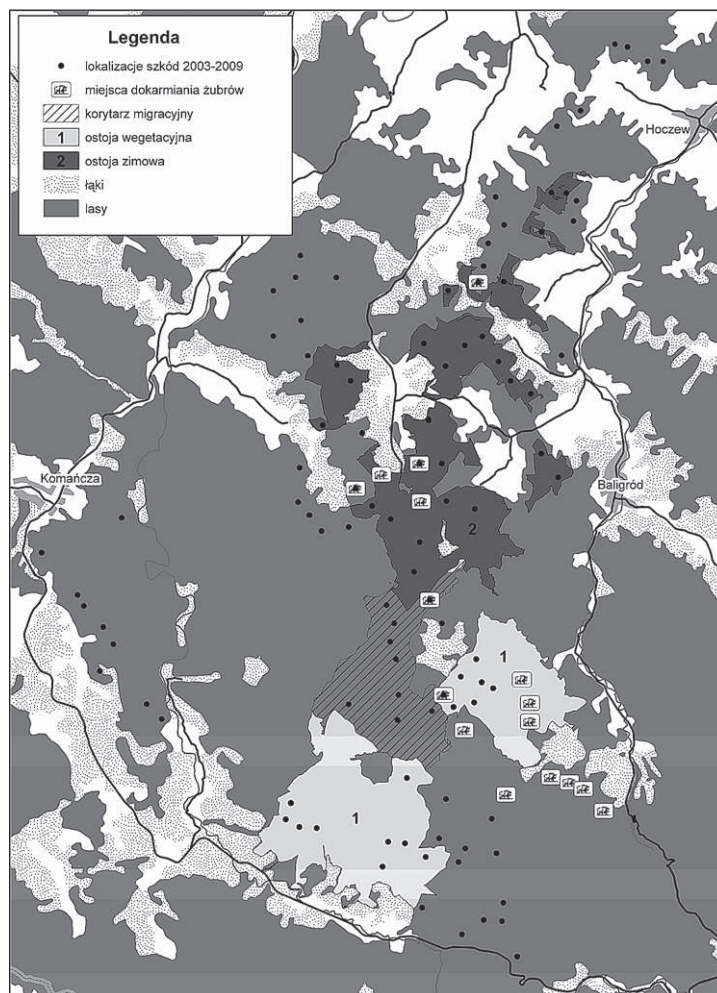 Legenda
lokalizacje szkód 2003-2009
miejsca dokarmiania żubrów
korytarz migracyjny
1 ostoja wegetacyjna
2 ostoja zimowa
łąki
lasy
Hoczew
Komańcza
Baligród
2
1
1